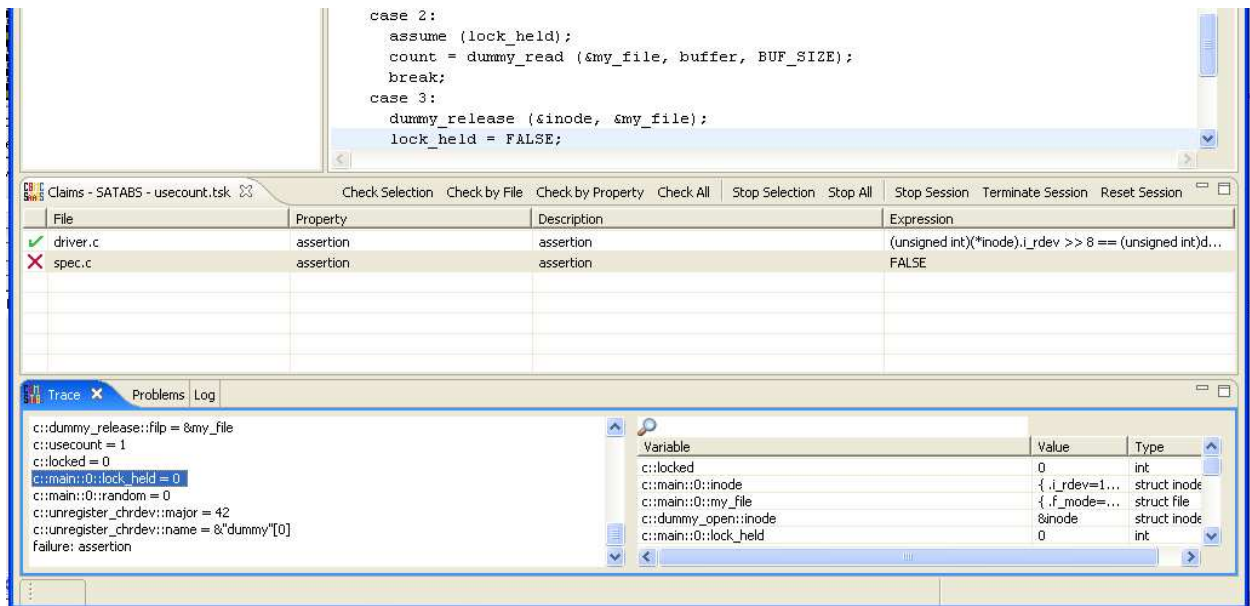 case 2:
assume (lock_held);
count = dummy_read (&my_file, buffer, BUF_SIZE);
break;
case 3:
dummy_release (&inode, &my_file);
lock_held = FALSE;
Claims - SATABS - usecount.tsk Check Selection Check by File Check by Property Check All Stop Selection Stop All Stop Session Terminate Session Reset Session
File Property Description Expression
driver.c assertion assertion (unsigned int)(*inode).i_rdev >> 8 == (unsigned int)d...
spec.c assertion assertion FALSE
Trace Problems Log
c::dummy_release::filp = &my_file
c::usecount = 1
c::locked = 0
c::main::0::lock_held = 0
c::main::0::random = 0
c::unregister_chrdev::major = 42
c::unregister_chrdev::name = &"dummy"[0]
failure: assertion
Variable Value Type
c::locked 0 int
c::main::0::inode { .i_rdev=1... struct inode
c::main::0::my_file { .f_mode=... struct file
c::dummy_open::inode &inode struct inode
c::main::0::lock_held 0 int